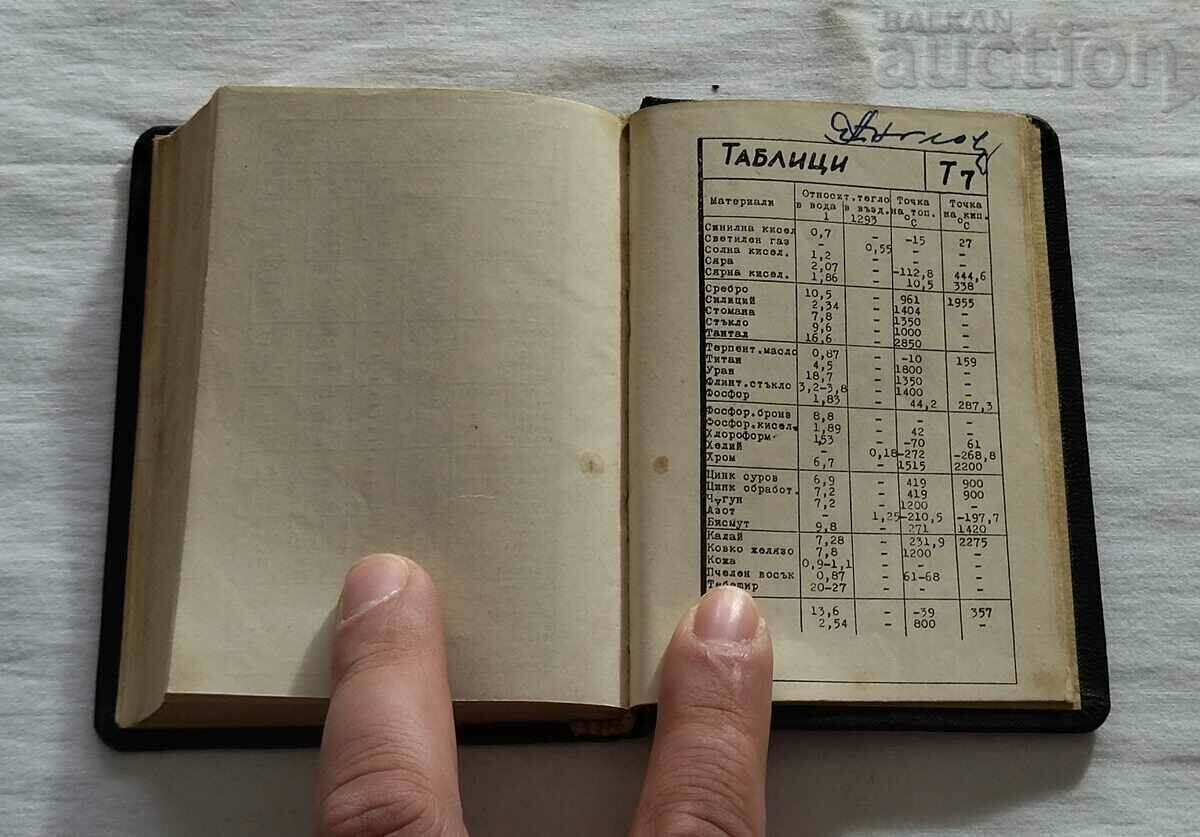 BALKAN
auction
ТАБЛИЦИ Т7
Материали Относит.тегло Точка Точка
в вода в възд. на топ. на кип.
1 1293 °С °С
Синилна кисел 0,7 – -15 27
Светилен газ – 0,55 – –
Солна кисел. 1,2 – – –
Сяра 2,07 – -112,8 444,6
Сярна кисел. 1,86 – 10,5 338
Сребро 10,5 – 961 1955
Силиций 2,34 – 1404 –
Стомана 7,8 – 1350 –
Стъкло 9,6 – 1000 –
Тантал 16,6 – 2850 –
Терпент.масло 0,87 – -10 159
Титан 4,5 – 1800 –
Уран 18,7 – 1350 –
Флинт.стъкло 3,2-3,8 – 1400 –
Фосфор 1,83 – 44,2 287,3
Фосфор.бронз 8,8 – – –
Фосфор.кисел. 1,89 – 42 –
Хлороформ 153 – -70 61
Хелий – 0,18 -272 -268,8
Хром 6,7 – 1515 2200
Цинк суров 6,9 – 419 900
Цинк обработ. 7,2 – 419 900
Чугун 7,2 – 1200 –
Азот – 1,25 -210,5 -197,7
Бисмут 9,8 – 271 1420
Калай 7,28 – 231,9 2275
Ковко желязо 7,8 – 1200 –
Кожа 0,9-1,1 – – –
Пчелен восък 0,87 – 61-68 –
Тебешир 20-27 – – –
13,6 – -39 357
2,54 – 800 –